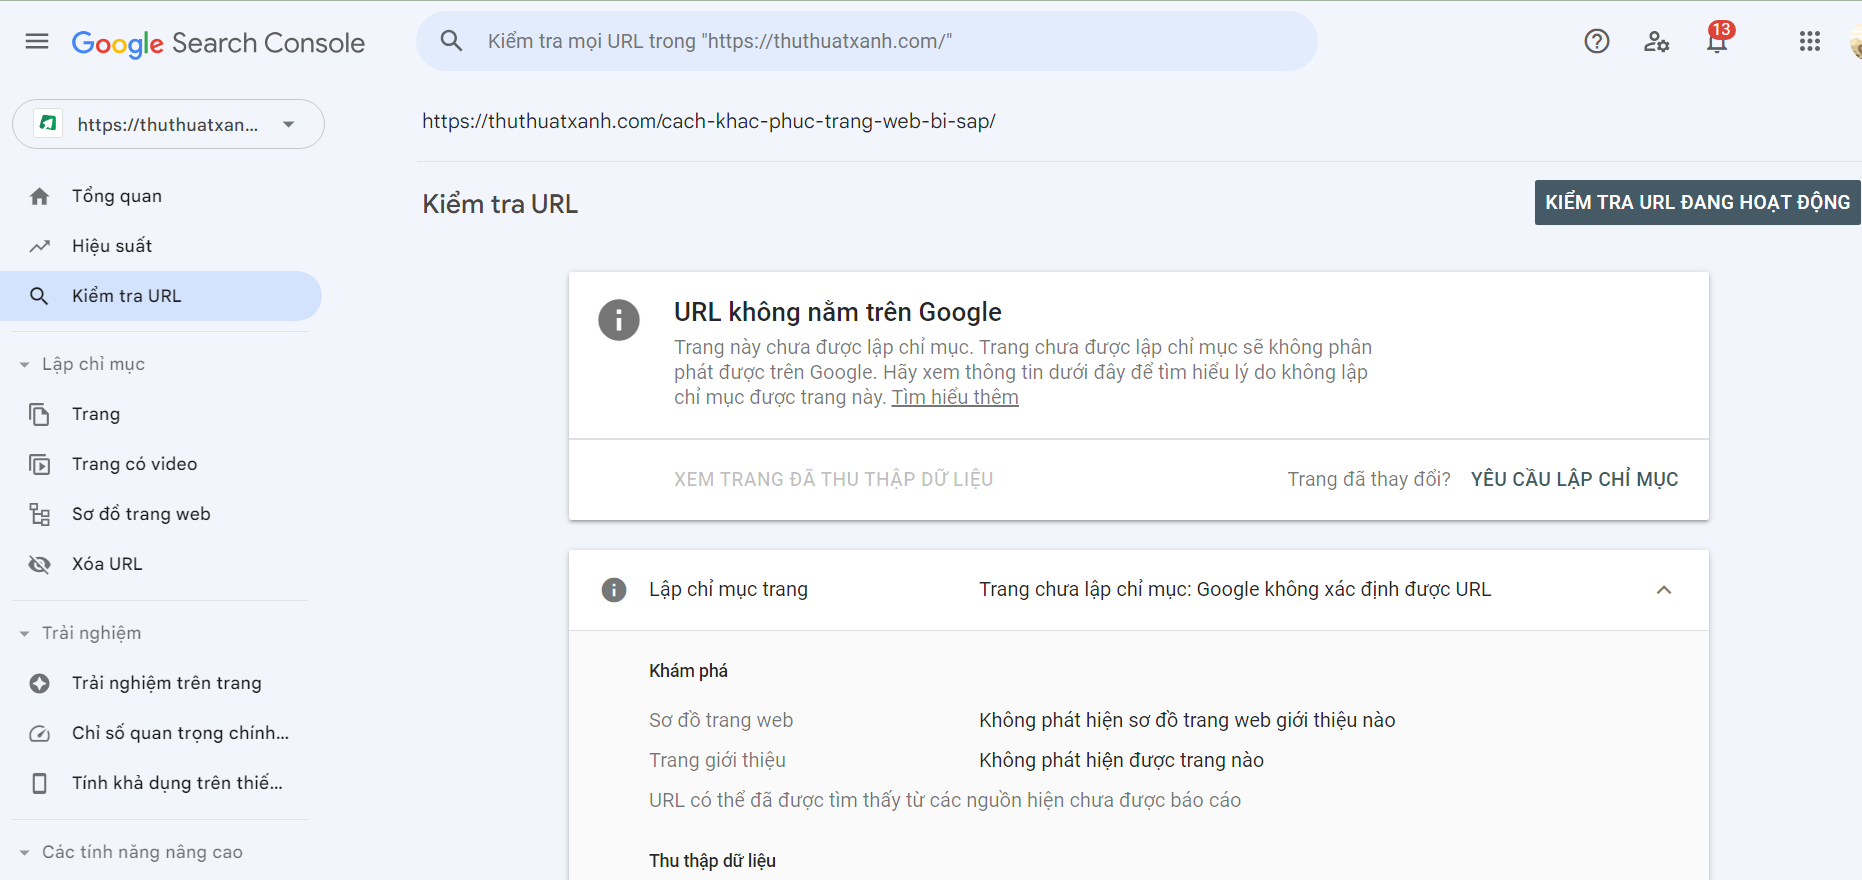 Google Search Console
Kiểm tra mọi URL trong "https://thuthuatxanh.com/"
13
https://thuthuatxan...
https://thuthuatxanh.com/cach-khac-phuc-trang-web-bi-sap/
Tổng quan
Hiệu suất
Kiểm tra URL
Lập chỉ mục
Trang
Trang có video
Sơ đồ trang web
Xóa URL
Trải nghiệm
Trải nghiệm trên trang
Chỉ số quan trọng chính...
Tính khả dụng trên thiế...
Các tính năng nâng cao
Kiểm tra URL
KIỂM TRA URL ĐANG HOẠT ĐỘNG
URL không nằm trên Google
Trang này chưa được lập chỉ mục. Trang chưa được lập chỉ mục sẽ không phân
phát được trên Google. Hãy xem thông tin dưới đây để tìm hiểu lý do không lập
chỉ mục được trang này. Tìm hiểu thêm
XEM TRANG ĐÃ THU THẬP DỮ LIỆU
Trang đã thay đổi? YÊU CẦU LẬP CHỈ MỤC
Lập chỉ mục trang
Trang chưa lập chỉ mục: Google không xác định được URL
Khám phá
Sơ đồ trang web
Không phát hiện sơ đồ trang web giới thiệu nào
Trang giới thiệu
Không phát hiện được trang nào
URL có thể đã được tìm thấy từ các nguồn hiện chưa được báo cáo
Thu thập dữ liệu